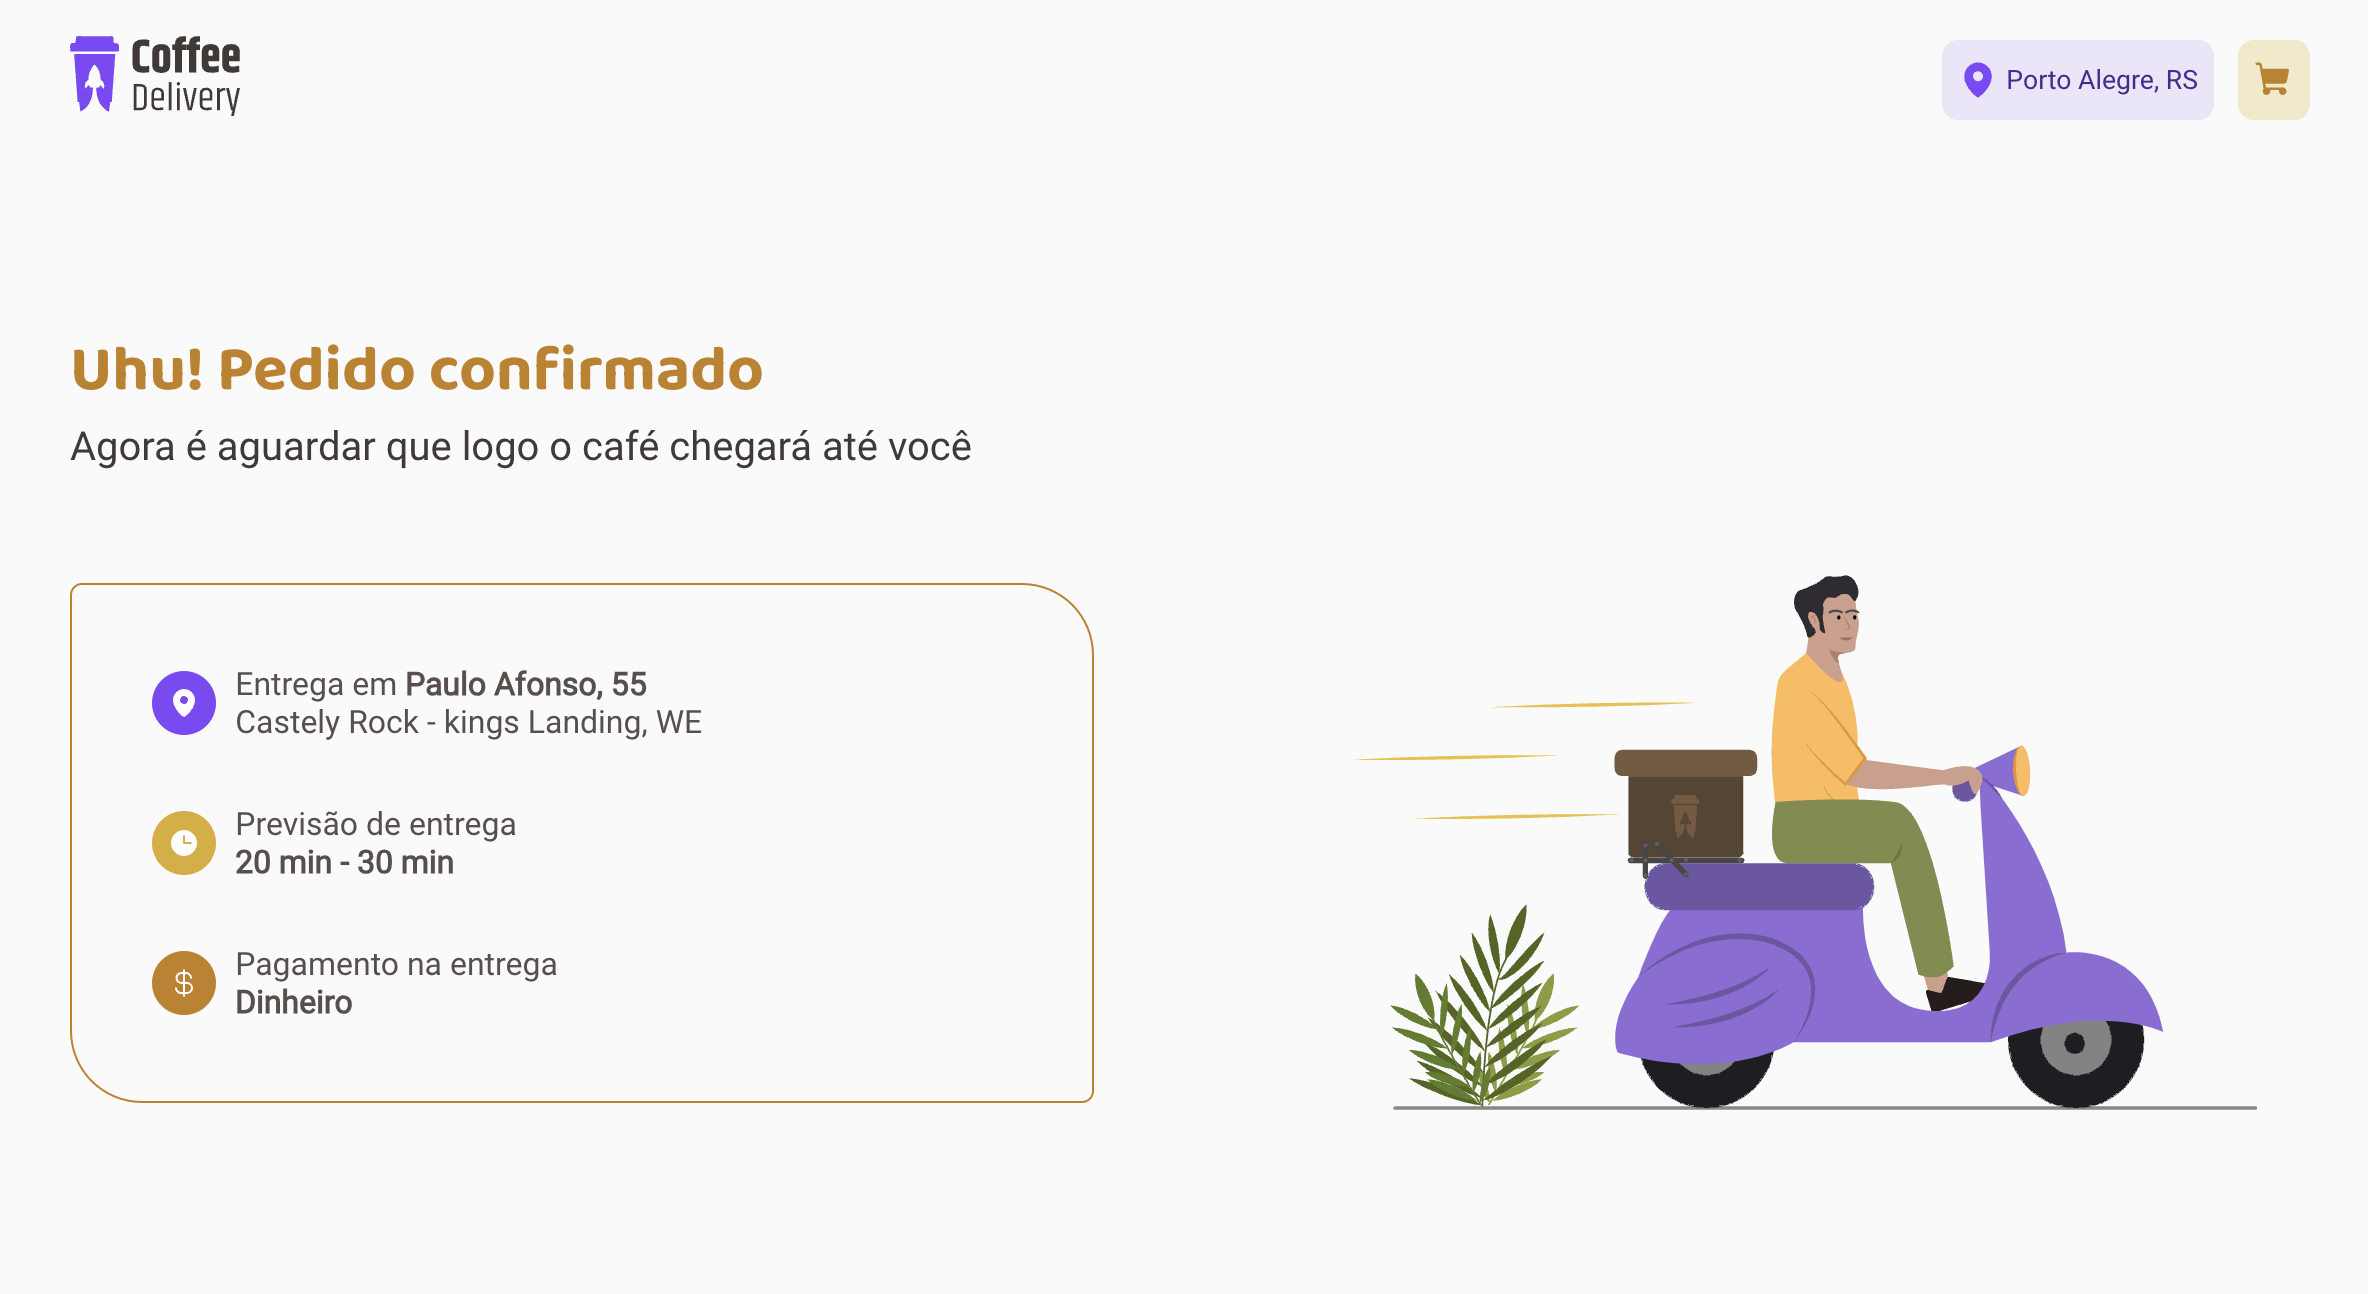 Coffee
Delivery
Porto Alegre, RS
Uhu! Pedido confirmado
Agora é aguardar que logo o café chegará até você
Entrega em Paulo Afonso, 55
Castely Rock - kings Landing, WE
Previsão de entrega
20 min - 30 min
Pagamento na entrega
Dinheiro